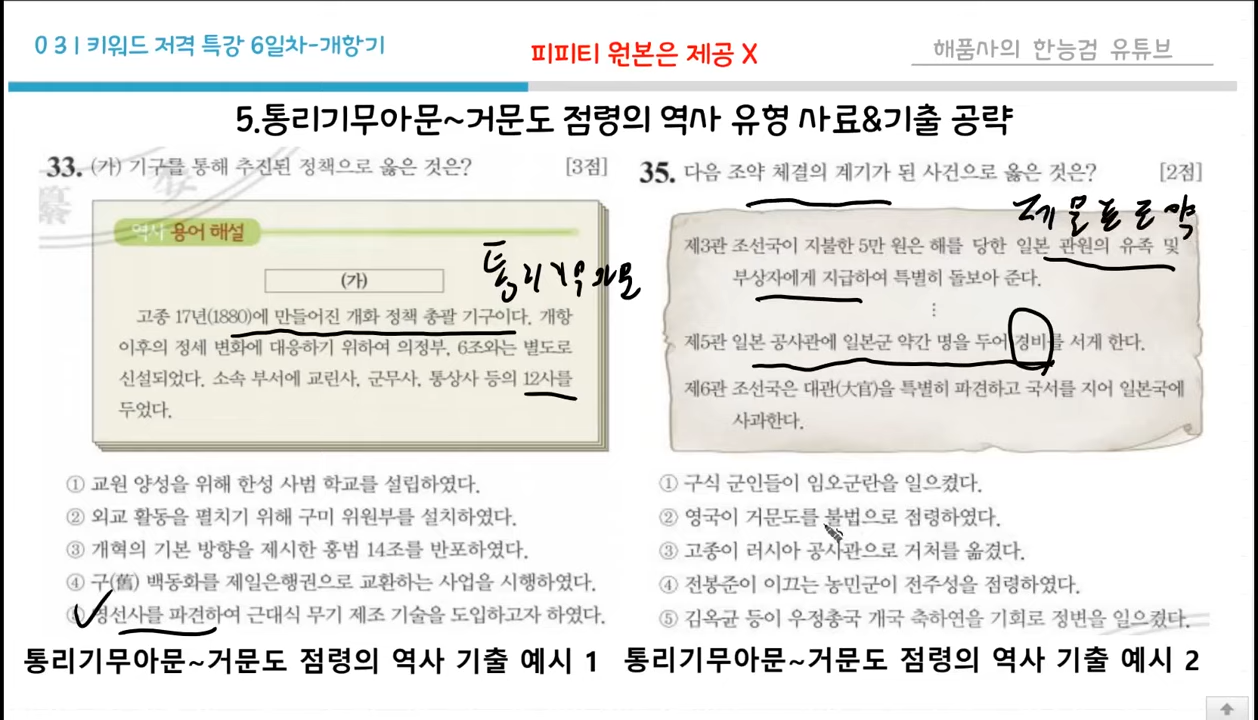 03 | 키워드 저격 특강 6일차-개항기
피피티 원본은 제공 X
해품사의 한능검 유튜브
5.통리기무아문~거문도 점령의 역사 유형 사료&기출 공략
33. (가) 기구를 통해 추진된 정책으로 옳은 것은? [3점]
역사 용어 해설
(가)
통리기무아문
고종 17년(1880)에 만들어진 개화 정책 총괄 기구이다. 개항
이후의 정세 변화에 대응하기 위하여 의정부, 6조와는 별도로
신설되었다. 소속 부서에 교린사, 군무사, 통상사 등의 12사를
두었다.
① 교원 양성을 위해 한성 사범 학교를 설립하였다.
② 외교 활동을 펼치기 위해 구미 위원부를 설치하였다.
③ 개혁의 기본 방향을 제시한 홍범 14조를 반포하였다.
④ 구(舊) 백동화를 제일은행권으로 교환하는 사업을 시행하였다.
영선사를 파견하여 근대식 무기 제조 기술을 도입하고자 하였다.
통리기무아문~거문도 점령의 역사 기출 예시 1
35. 다음 조약 체결의 계기가 된 사건으로 옳은 것은? [2점]
제물포조약
제3관 조선국이 지불한 5만 원은 해를 당한 일본 관원의 유족 및
부상자에게 지급하여 특별히 돌보아 준다.
⋮
제5관 일본 공사관에 일본군 약간 명을 두어 경비를 서게 한다.
제6관 조선국은 대관(大官)을 특별히 파견하고 국서를 지어 일본국에
사과한다.
① 구식 군인들이 임오군란을 일으켰다.
② 영국이 거문도를 불법으로 점령하였다.
③ 고종이 러시아 공사관으로 거처를 옮겼다.
④ 전봉준이 이끄는 농민군이 전주성을 점령하였다.
⑤ 김옥균 등이 우정총국 개국 축하연을 기회로 정변을 일으켰다.
통리기무아문~거문도 점령의 역사 기출 예시 2